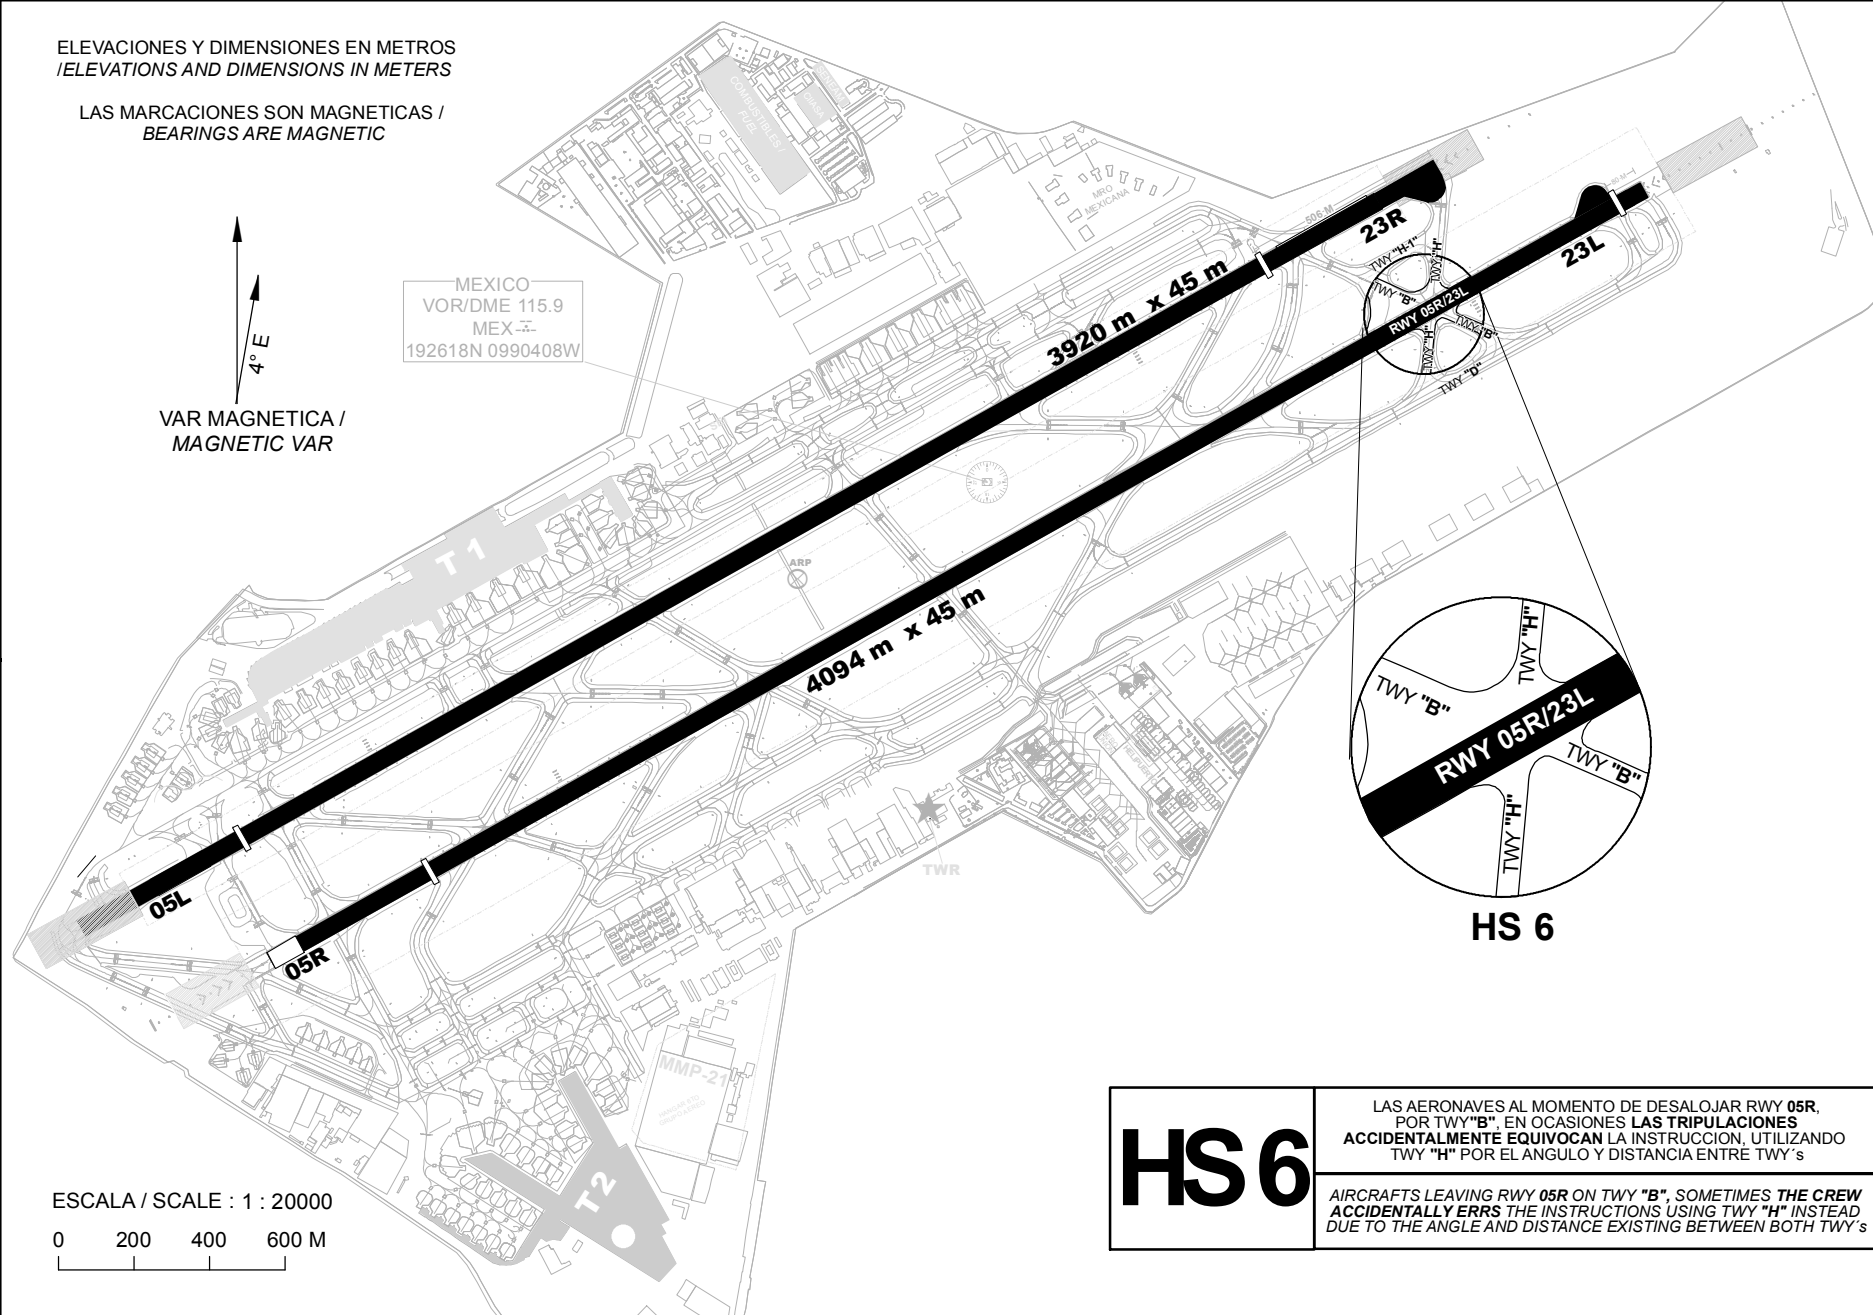 ELEVACIONES Y DIMENSIONES EN METROS
/ELEVATIONS AND DIMENSIONS IN METERS
LAS MARCACIONES SON MAGNETICAS /
BEARINGS ARE MAGNETIC
4° E
VAR MAGNETICA /
MAGNETIC VAR
MEXICO
VOR/DME 115.9
MEX
192618N 0990408W
COMBUSTIBLES /
FUEL
MRO
MEXICANA
506 M
23R
23L
TWY "H-1"
TWY "H"
TWY "B"
RWY 05R/23L
TWY "B"
TWY "H"
TWY "D"
3920 m x 45 m
4094 m x 45 m
T 1
ARP
TWR
05L
05R
MMP-21
T2
TWY "H"
TWY "B"
RWY 05R/23L
TWY "B"
TWY "H"
HS 6
ESCALA / SCALE : 1 : 20000
0 200 400 600 M
HS 6
LAS AERONAVES AL MOMENTO DE DESALOJAR RWY 05R,
POR TWY"B", EN OCASIONES LAS TRIPULACIONES
ACCIDENTALMENTE EQUIVOCAN LA INSTRUCCION, UTILIZANDO
TWY "H" POR EL ANGULO Y DISTANCIA ENTRE TWY´s
AIRCRAFTS LEAVING RWY 05R ON TWY "B", SOMETIMES THE CREW
ACCIDENTALLY ERRS THE INSTRUCTIONS USING TWY "H" INSTEAD
DUE TO THE ANGLE AND DISTANCE EXISTING BETWEEN BOTH TWY´s